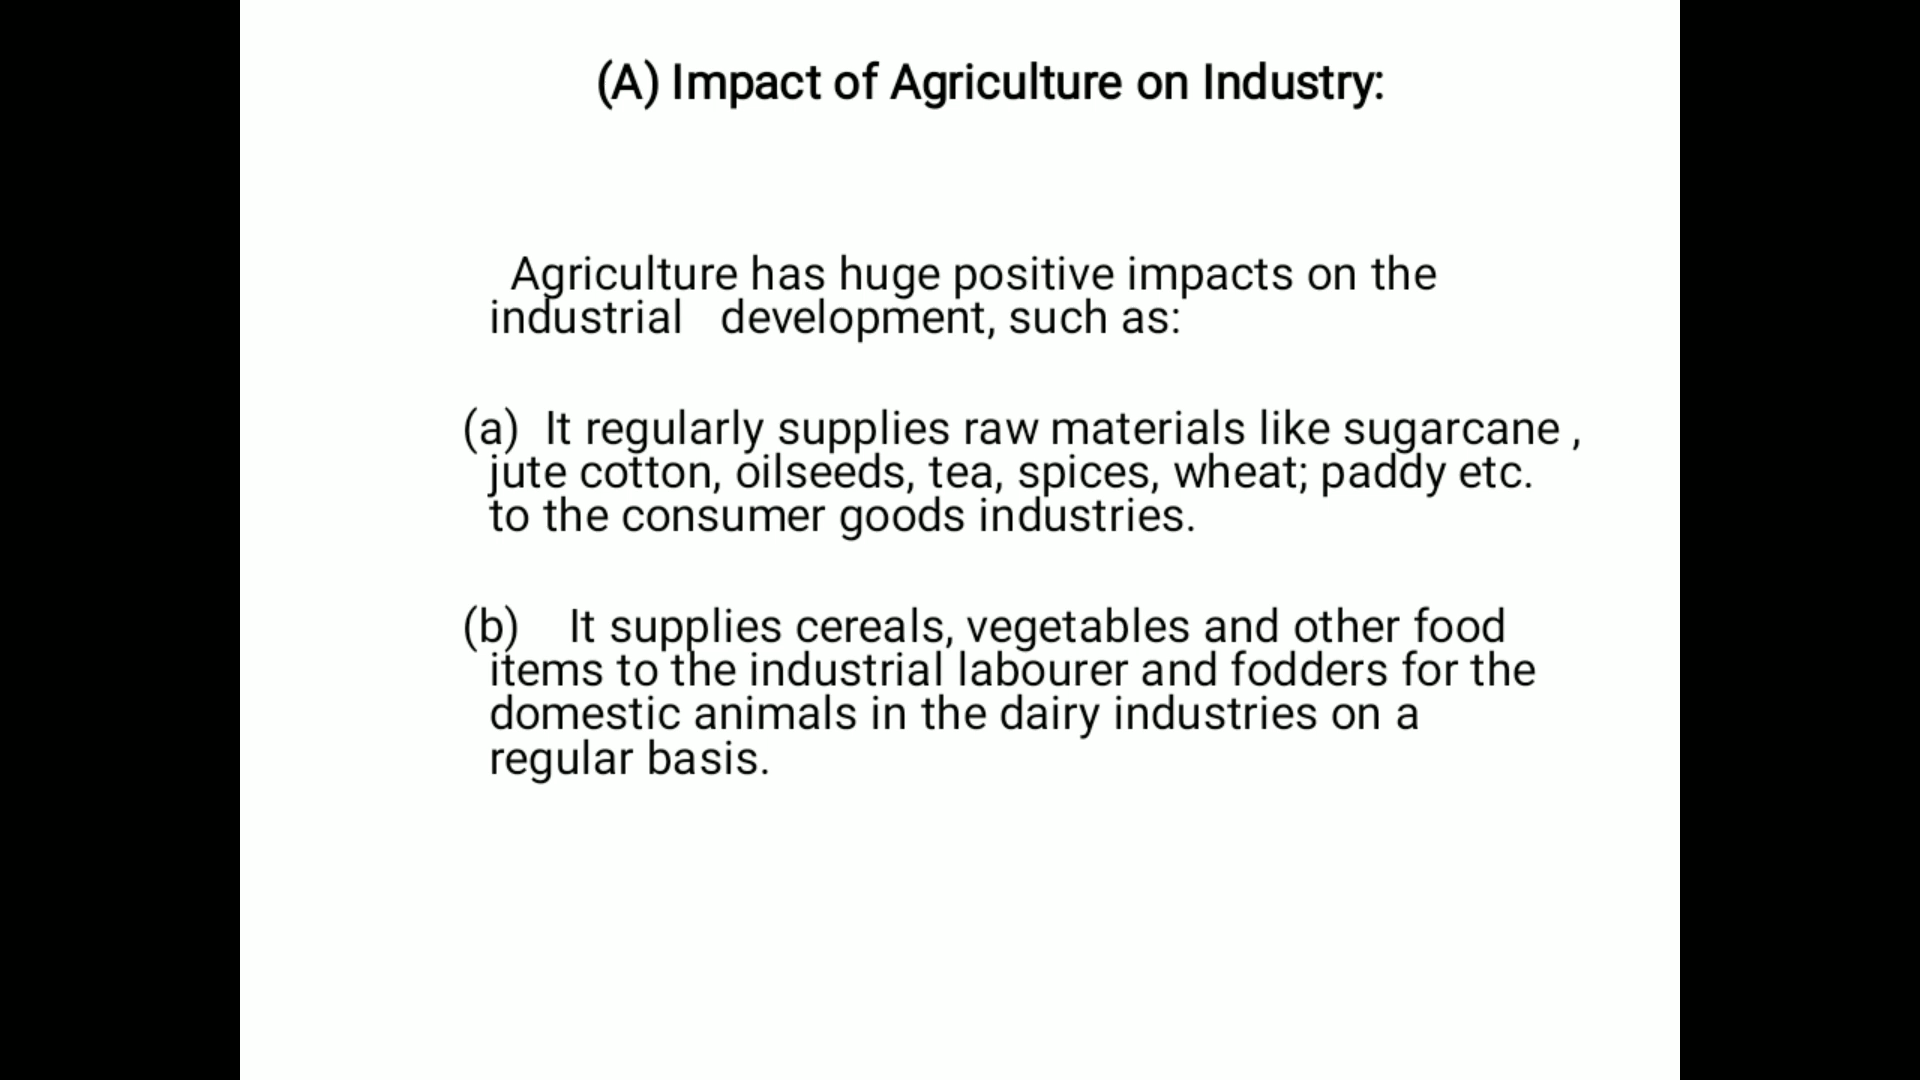 (A) Impact of Agriculture on Industry:
Agriculture has huge positive impacts on the
industrial development, such as:
(a) It regularly supplies raw materials like sugarcane ,
jute cotton, oilseeds, tea, spices, wheat; paddy etc.
to the consumer goods industries.
(b) It supplies cereals, vegetables and other food
items to the industrial labourer and fodders for the
domestic animals in the dairy industries on a
regular basis.